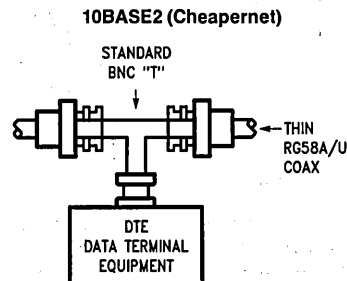 10BASE2 (Cheapernet)
STANDARD
BNC "T"
THIN
RG58A/U
COAX
DTE
DATA TERMINAL
EQUIPMENT